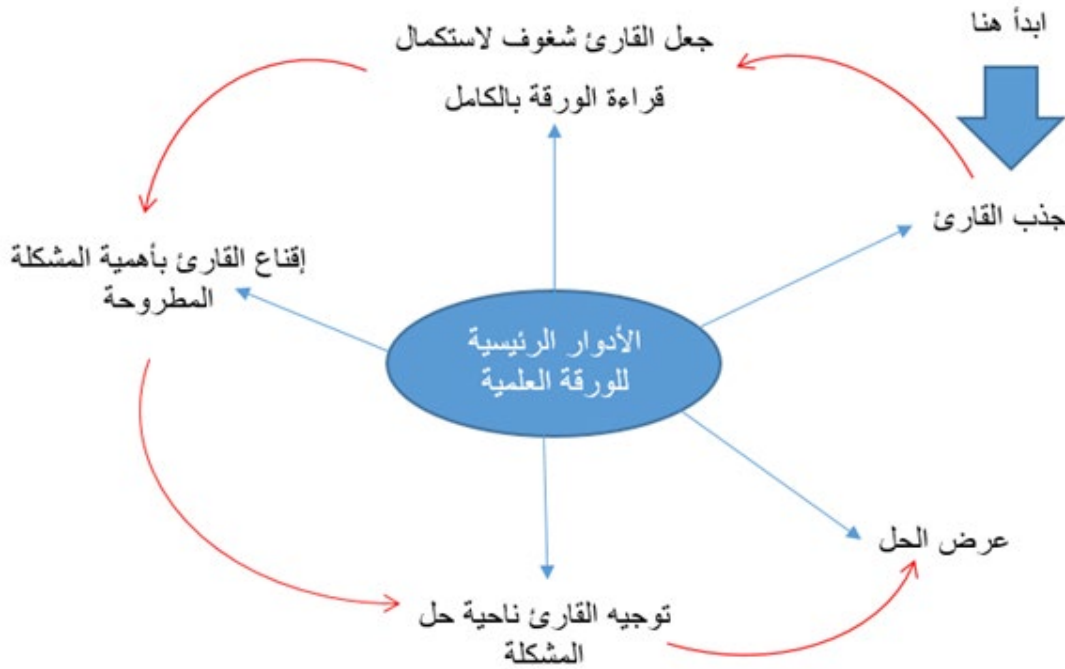 ابدأ هنا
جذب القارئ
جعل القارئ شغوف لاستكمال
قراءة الورقة بالكامل
إقناع القارئ بأهمية المشكلة
المطروحة
توجيه القارئ ناحية حل
المشكلة
عرض الحل
الأدوار الرئيسية
للورقة العلمية